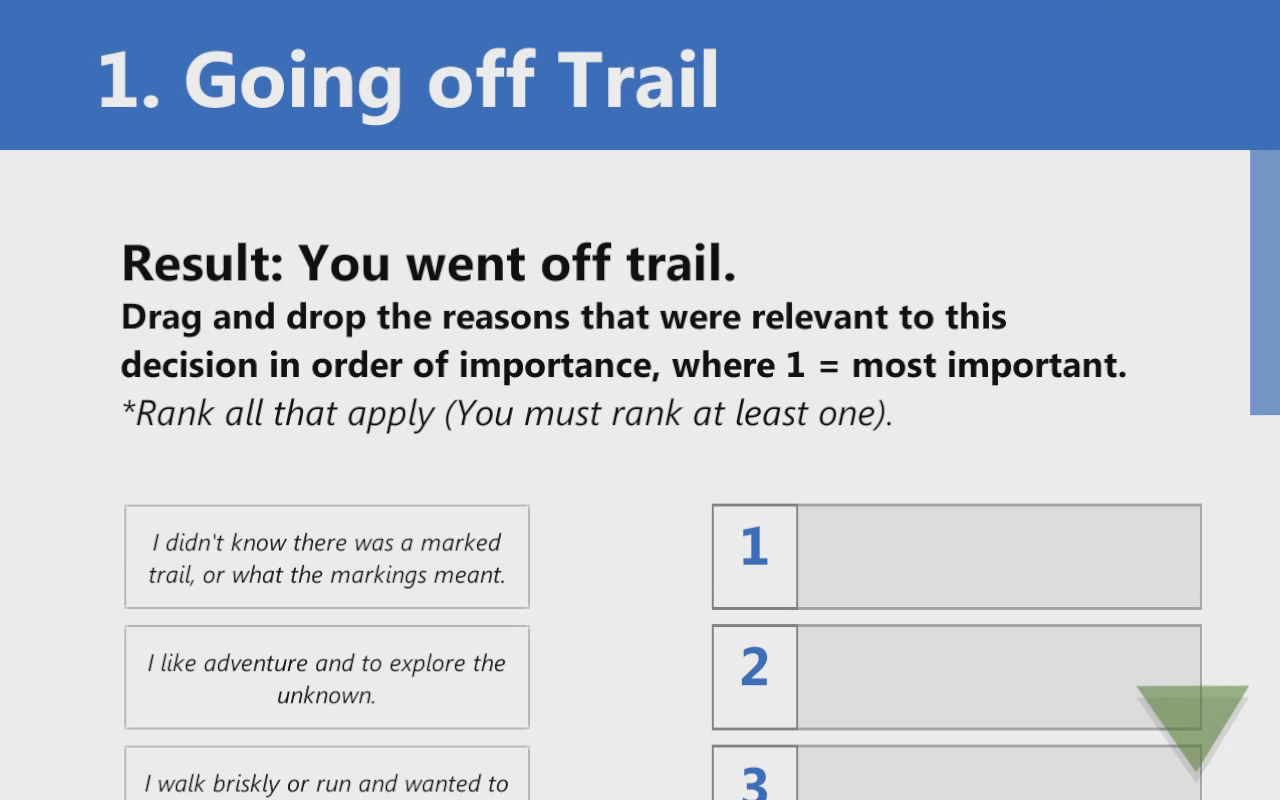 1. Going off Trail
Result: You went off trail.
Drag and drop the reasons that were relevant to this
decision in order of importance, where 1 = most important.
*Rank all that apply (You must rank at least one).
I didn't know there was a marked
trail, or what the markings meant.
1
I like adventure and to explore the
unknown.
2
I walk briskly or run and wanted to
3